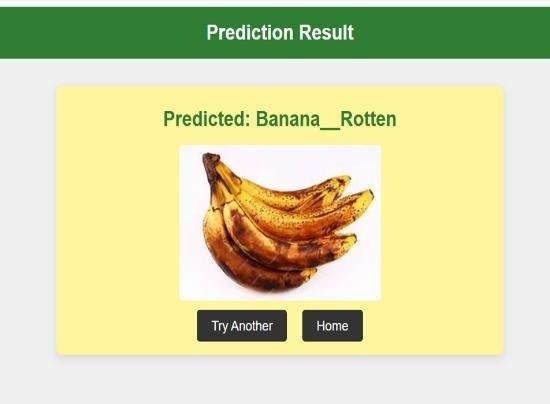 Prediction Result
Predicted: Banana__Rotten
Try Another
Home